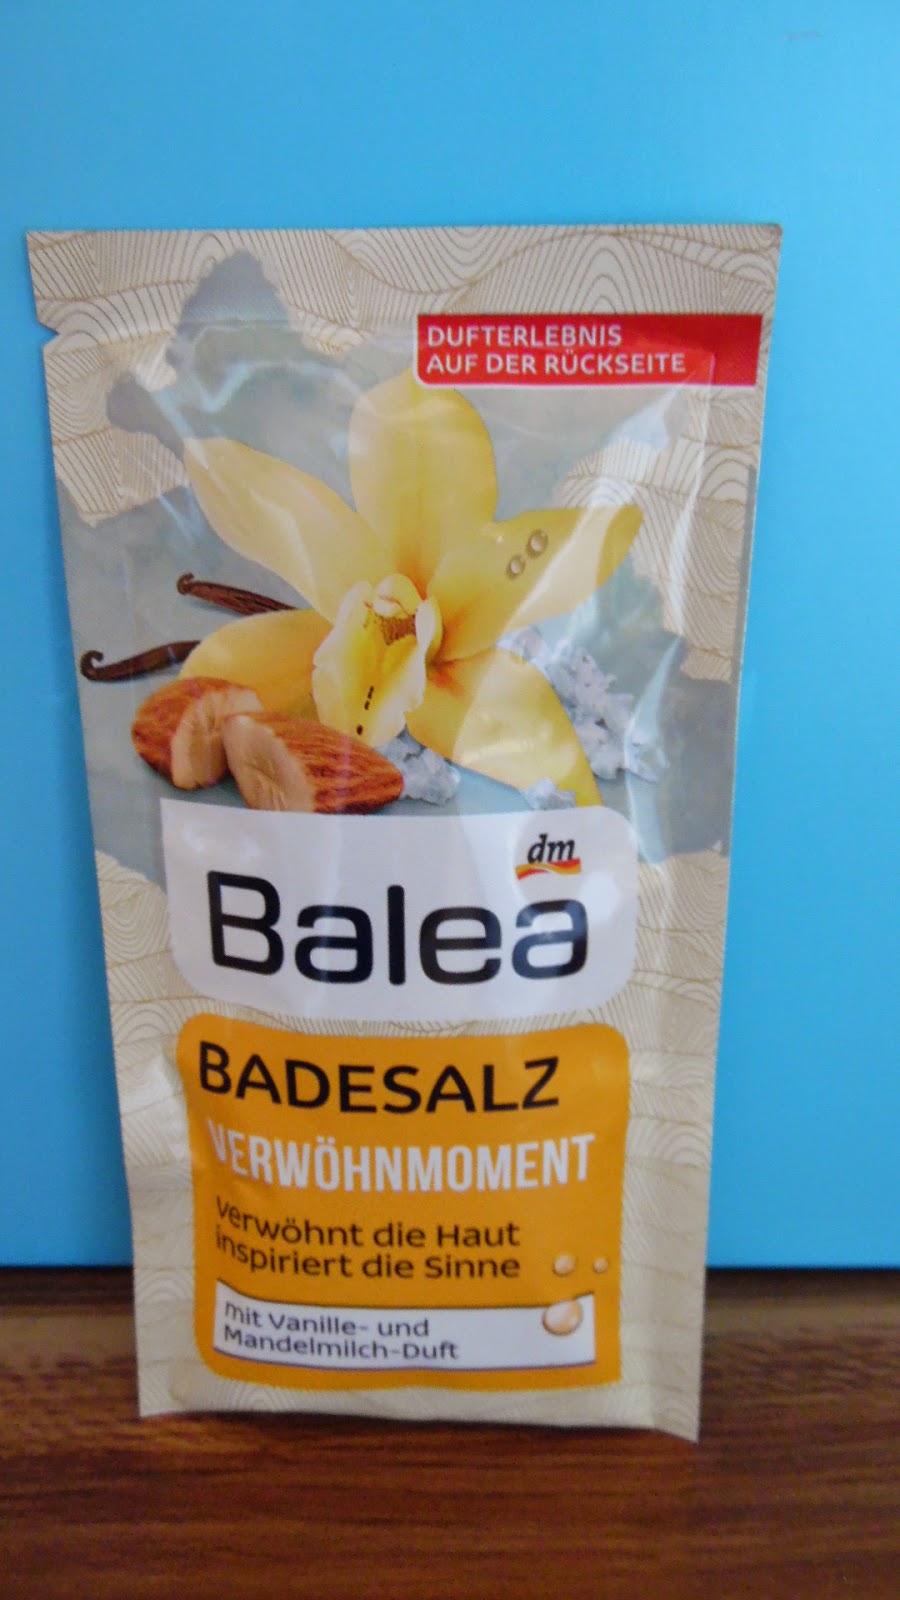 DUFTERLEBNIS
AUF DER RÜCKSEITE
dm
Balea
BADESALZ
VERWÖHNMOMENT
verwöhnt die Haut
inspiriert die Sinne
mit Vanille- und
Mandelmilch-Duft